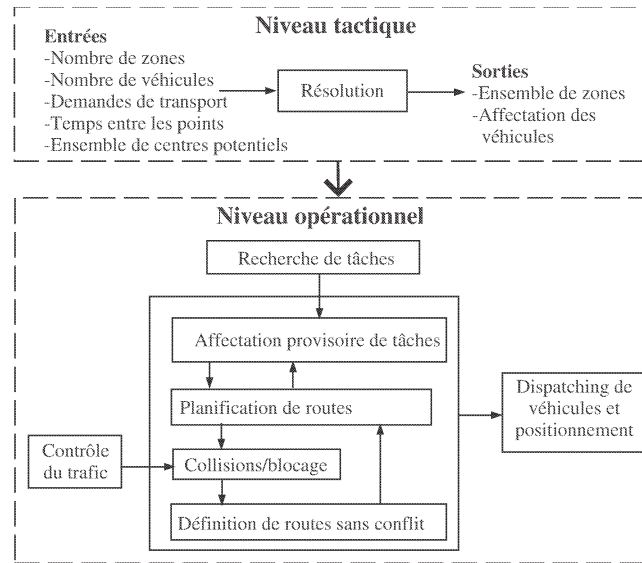 Niveau tactique
Entrées
-Nombre de zones
-Nombre de véhicules
-Demandes de transport
-Temps entre les points
-Ensemble de centres potentiels
Résolution
Sorties
-Ensemble de zones
-Affectation des
véhicules
Niveau opérationnel
Recherche de tâches
Affectation provisoire de tâches
Planification de routes
Collisions/blocage
Définition de routes sans conflit
Contrôle
du trafic
Dispatching de
véhicules et
positionnement